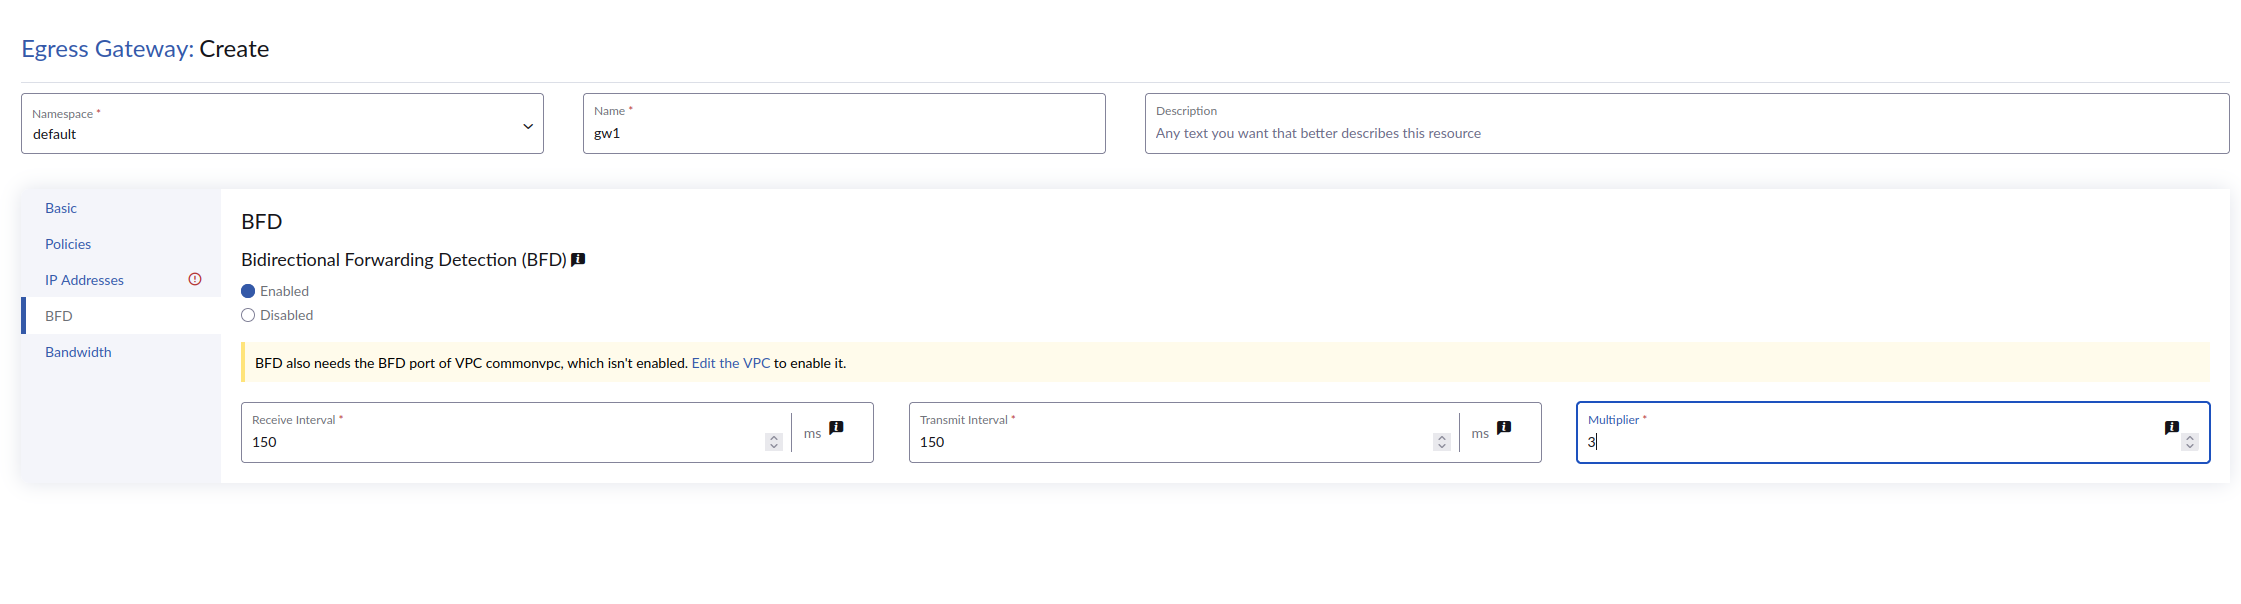 Egress Gateway: Create
Namespace *
default
Name *
gw1
Description
Any text you want that better describes this resource
Basic
Policies
IP Addresses
BFD
Bandwidth
BFD
Bidirectional Forwarding Detection (BFD)
Enabled
Disabled
BFD also needs the BFD port of VPC commonvpc, which isn't enabled. Edit the VPC to enable it.
Receive Interval *
150
ms
Transmit Interval *
150
ms
Multiplier *
3